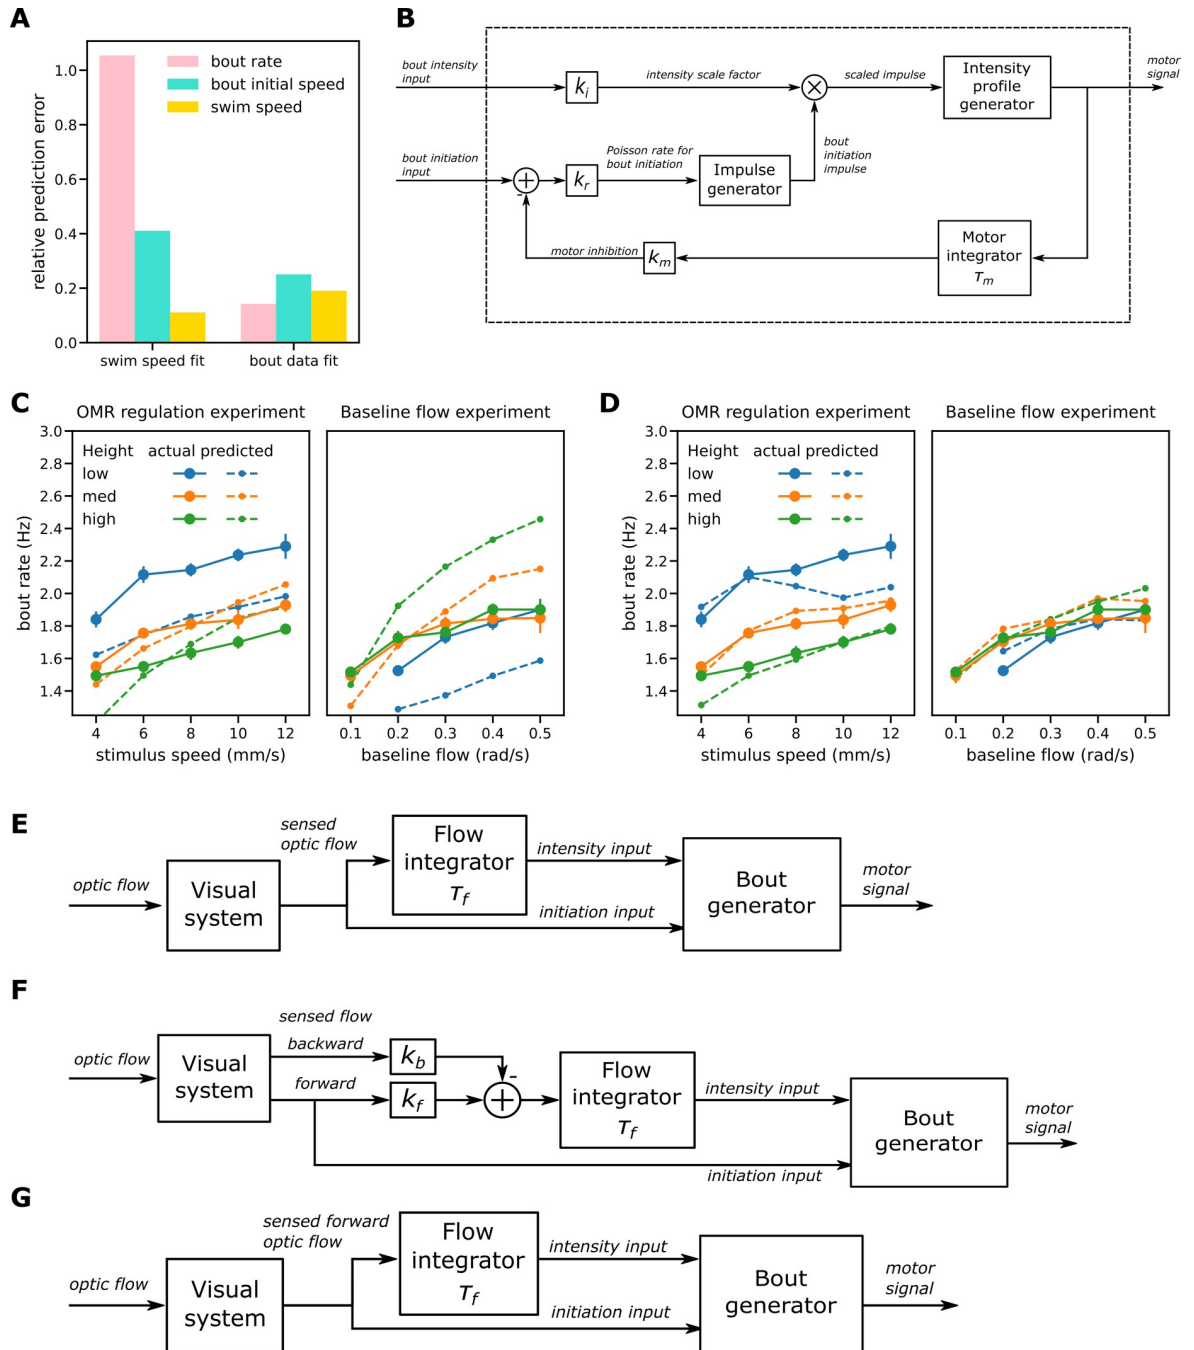 A
relative prediction error
1.0
0.8
0.6
0.4
0.2
0.0
bout rate
bout initial speed
swim speed
swim speed fit
bout data fit
B
bout intensity
input
kᵢ
intensity scale factor
×
scaled impulse
Intensity
profile
generator
motor
signal
bout initiation
input
+
-
kᵣ
Poisson rate for
bout initiation
Impulse
generator
bout
initiation
impulse
motor inhibition
kₘ
Motor
integrator
τₘ
C
OMR regulation experiment
Baseline flow experiment
bout rate (Hz)
3.0
2.8
2.6
2.4
2.2
2.0
1.8
1.6
1.4
Height actual predicted
low
med
high
4 6 8 10 12
stimulus speed (mm/s)
0.1 0.2 0.3 0.4 0.5
baseline flow (rad/s)
D
OMR regulation experiment
Baseline flow experiment
bout rate (Hz)
3.0
2.8
2.6
2.4
2.2
2.0
1.8
1.6
1.4
Height actual predicted
low
med
high
4 6 8 10 12
stimulus speed (mm/s)
0.1 0.2 0.3 0.4 0.5
baseline flow (rad/s)
E
optic flow
Visual
system
sensed
optic flow
Flow
integrator
τ_f
intensity input
initiation input
Bout
generator
motor
signal
F
optic flow
Visual
system
sensed flow
backward
forward
k_b
k_f
-
+
Flow
integrator
τ_f
intensity input
initiation input
Bout
generator
motor
signal
G
optic flow
Visual
system
sensed forward
optic flow
Flow
integrator
τ_f
intensity input
initiation input
Bout
generator
motor
signal